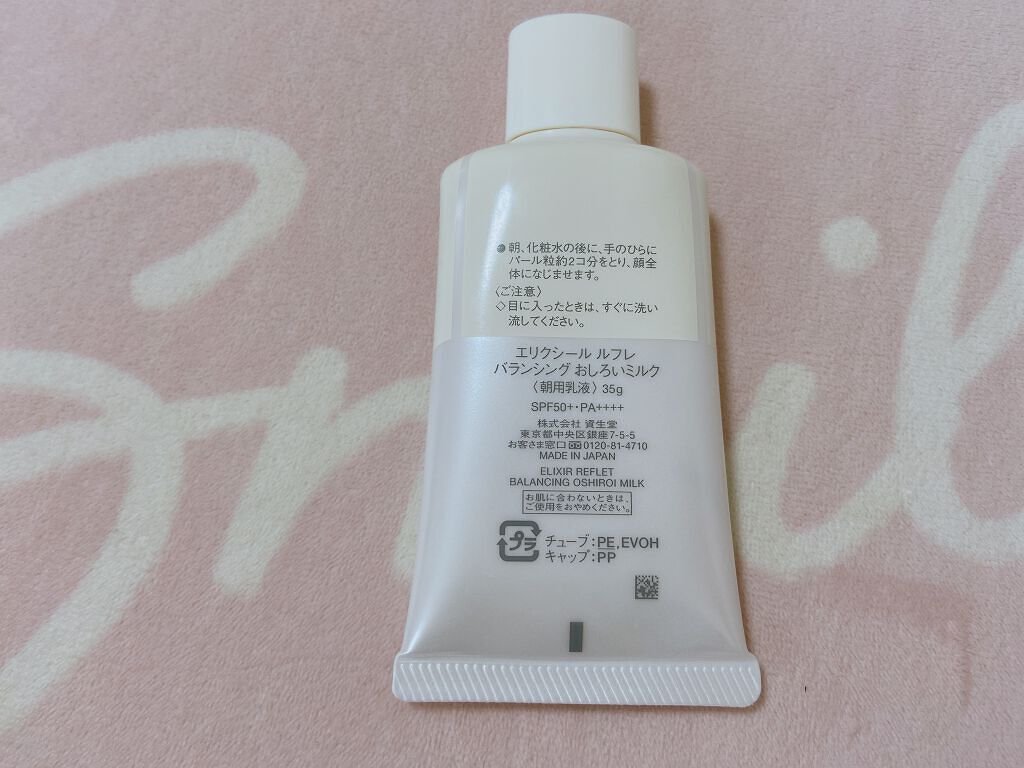 ●朝、化粧水の後に、手のひらに
パール粒約2コ分をとり、顔全
体になじませます。
〈ご注意〉
◇目に入ったときは、すぐに洗い
流してください。
エリクシール ルフレ
バランシング おしろいミルク
〈朝用乳液〉35g
SPF50+・PA++++
株式会社 資生堂
東京都中央区銀座7-5-5
お客さま窓口 0120-81-4710
MADE IN JAPAN
ELIXIR REFLET
BALANCING OSHIROI MILK
お肌に合わないときは、
ご使用をおやめください。
プラ チューブ:PE,EVOH
キャップ:PP
Smil